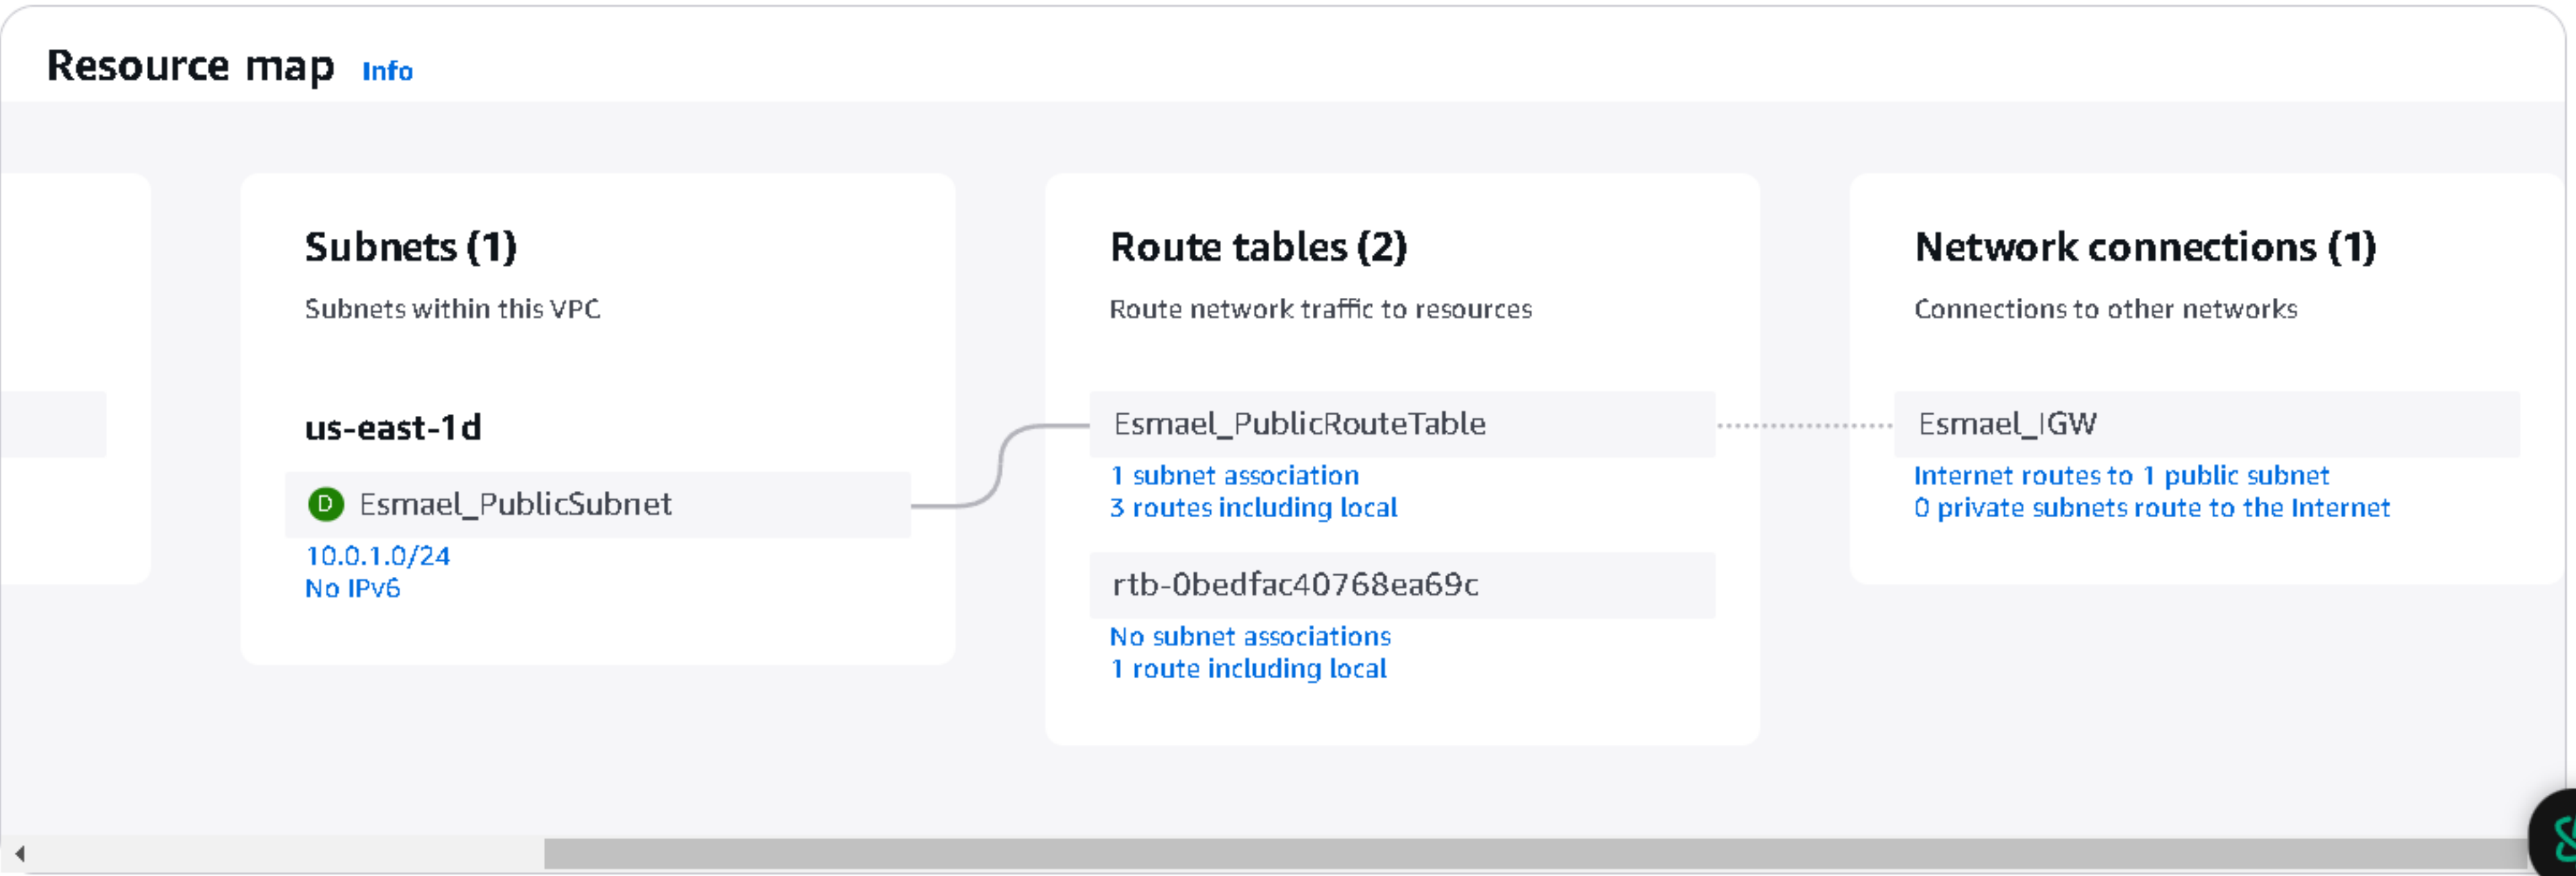 Resource map Info
Subnets (1)
Subnets within this VPC
us-east-1d
D Esmael_PublicSubnet
10.0.1.0/24
No IPv6
Route tables (2)
Route network traffic to resources
Esmael_PublicRouteTable
1 subnet association
3 routes including local
rtb-0bedfac40768ea69c
No subnet associations
1 route including local
Network connections (1)
Connections to other networks
Esmael_IGW
Internet routes to 1 public subnet
0 private subnets route to the Internet